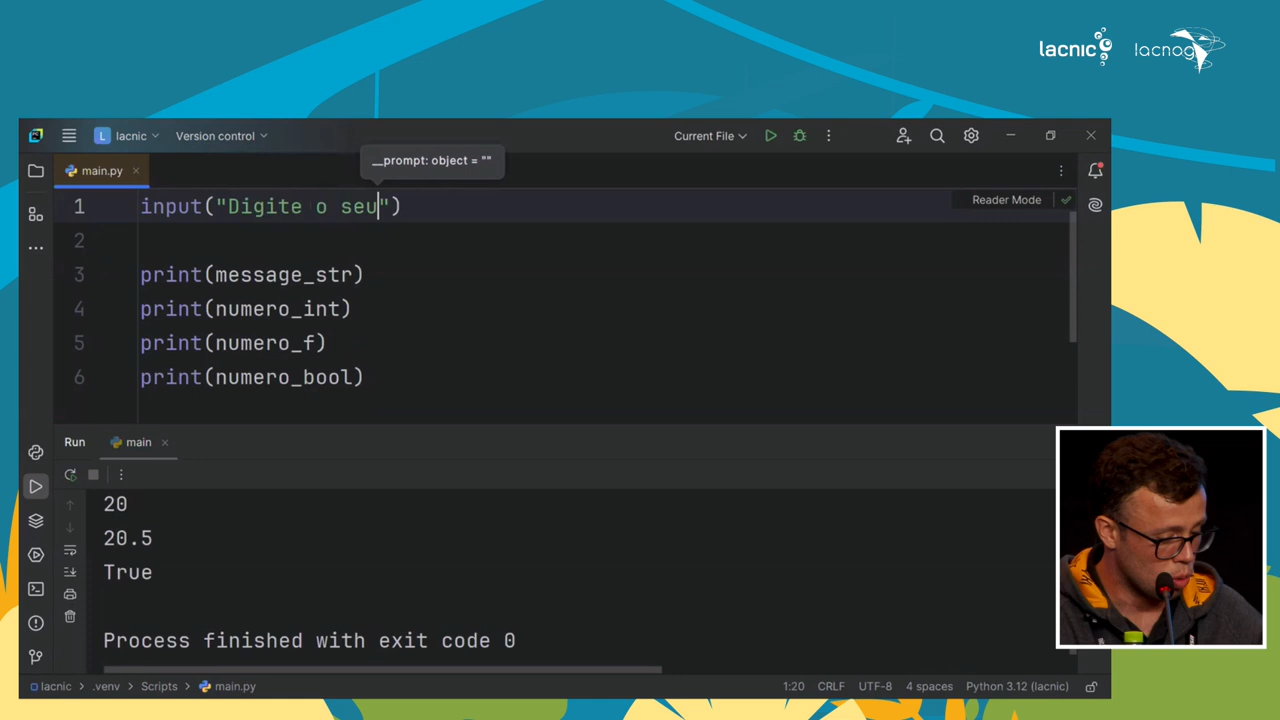 lacnic lacnog
L lacnic Version control Current File
main.py
__prompt: object = ""
1 input("Digite o seu")
Reader Mode
2
3 print(message_str)
4 print(numero_int)
5 print(numero_f)
6 print(numero_bool)
Run main
20
20.5
True
Process finished with exit code 0
lacnic > .venv > Scripts > main.py 1:20 CRLF UTF-8 4 spaces Python 3.12 (lacnic)